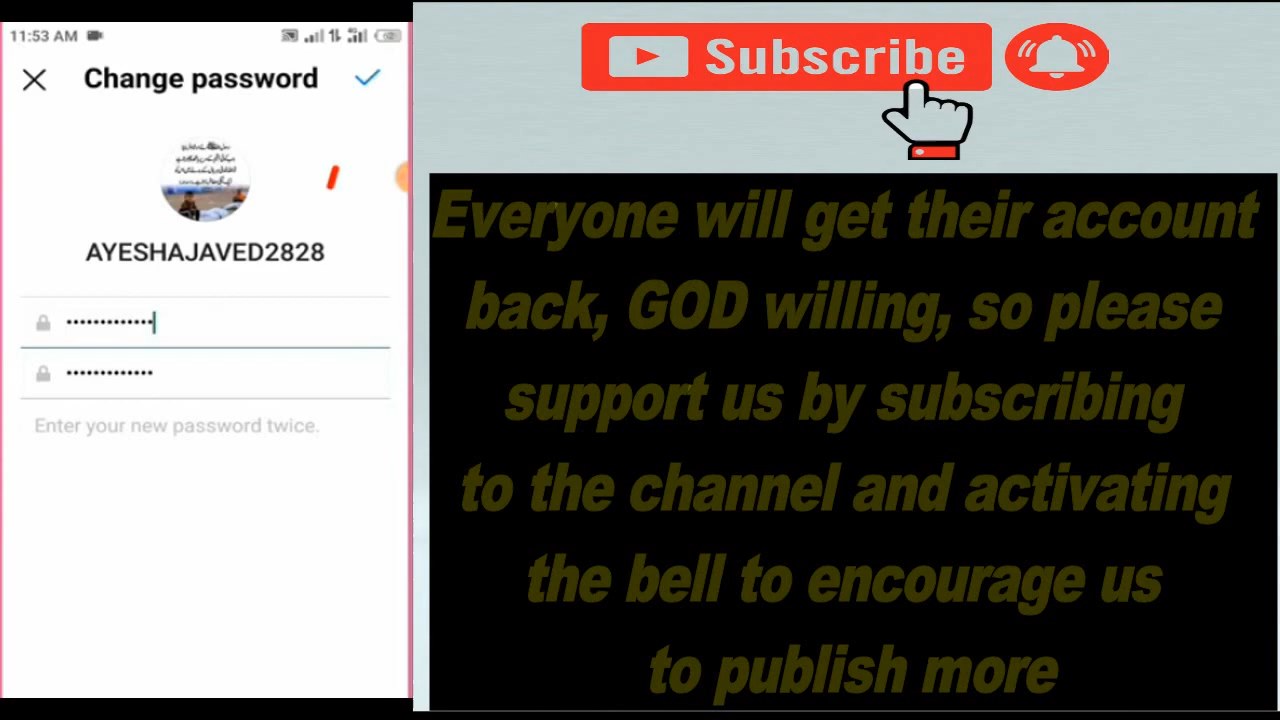 11:53 AM
Change password
AYESHAJAVED2828
•••••••••••••
•••••••••••••
Enter your new password twice.
Subscribe
Everyone will get their account
back, GOD willing, so please
support us by subscribing
to the channel and activating
the bell to encourage us
to publish more